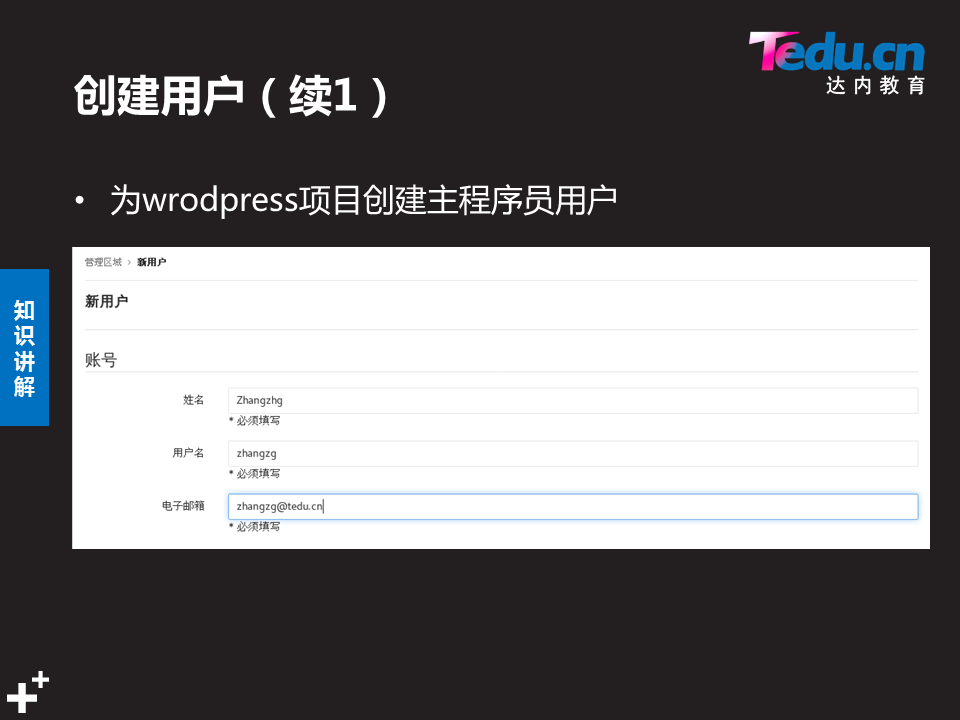 Tedu.cn
达内教育
创建用户（续1）
• 为wrodpress项目创建主程序员用户
管理区域 › 新用户
新用户
账号
姓名 Zhangzhg
* 必须填写
用户名 zhangzg
* 必须填写
电子邮箱 zhangzg@tedu.cn
* 必须填写
知识讲解